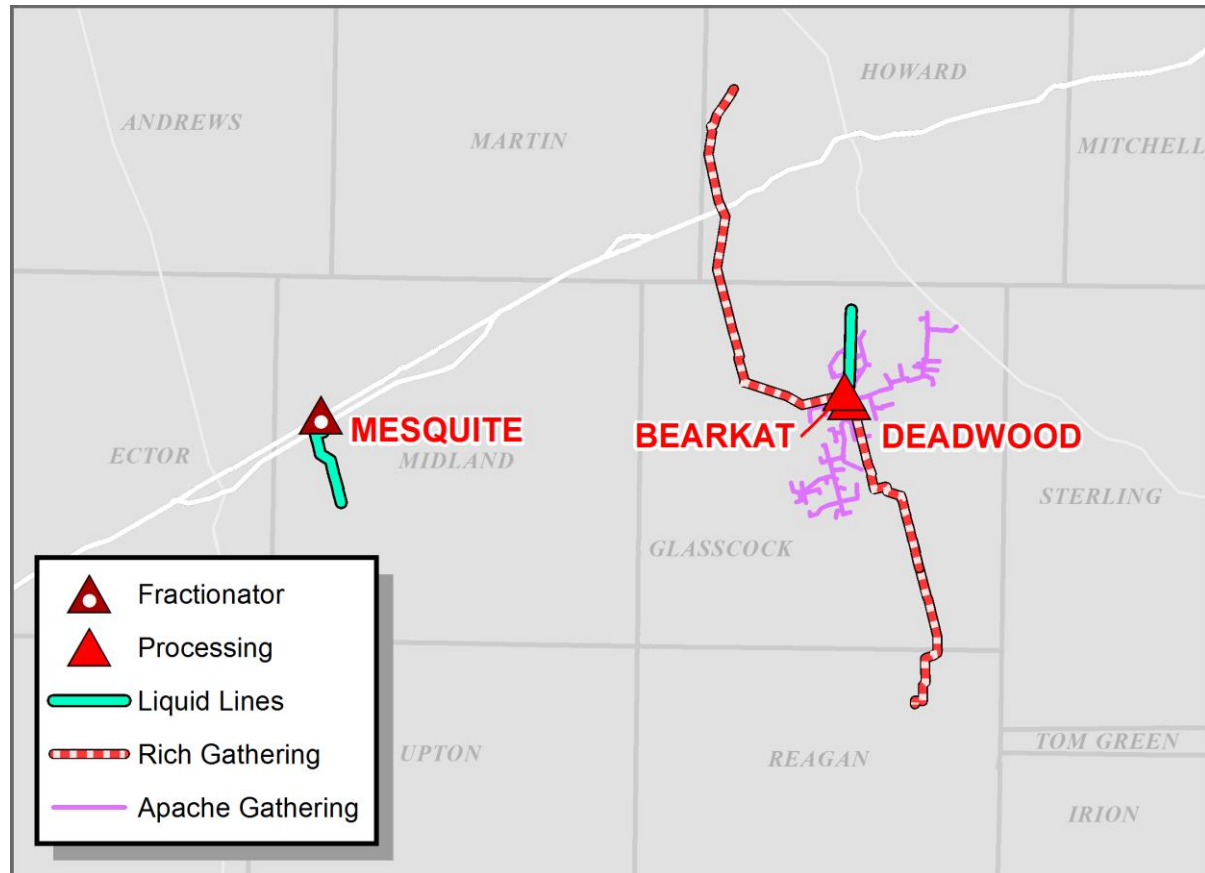 HOWARD
ANDREWS
MARTIN
MITCHELL
MESQUITE
BEARKAT
DEADWOOD
ECTOR
MIDLAND
STERLING
GLASSCOCK
Fractionator
Processing
Liquid Lines
Rich Gathering
Apache Gathering
UPTON
REAGAN
TOM GREEN
IRION